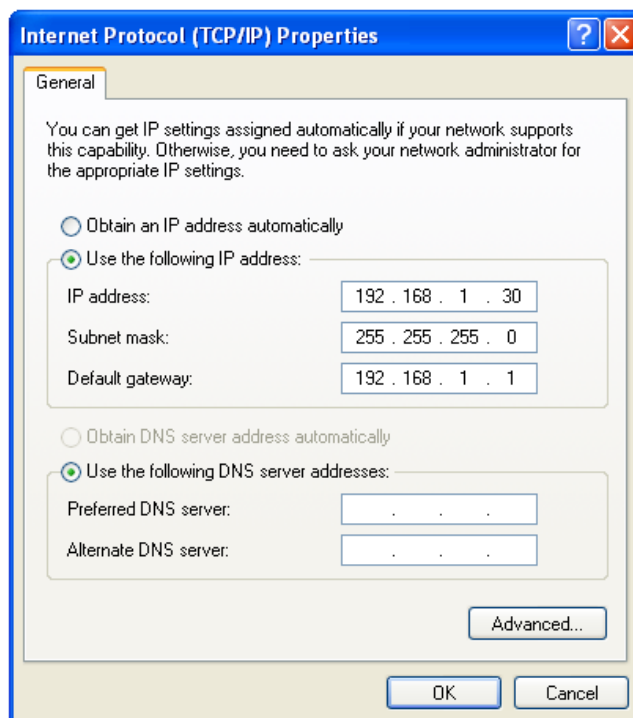 Internet Protocol (TCP/IP) Properties
General
You can get IP settings assigned automatically if your network supports
this capability. Otherwise, you need to ask your network administrator for
the appropriate IP settings.
Obtain an IP address automatically
Use the following IP address:
IP address: 192 . 168 . 1 . 30
Subnet mask: 255 . 255 . 255 . 0
Default gateway: 192 . 168 . 1 . 1
Obtain DNS server address automatically
Use the following DNS server addresses:
Preferred DNS server: . . .
Alternate DNS server: . . .
Advanced...
OK Cancel